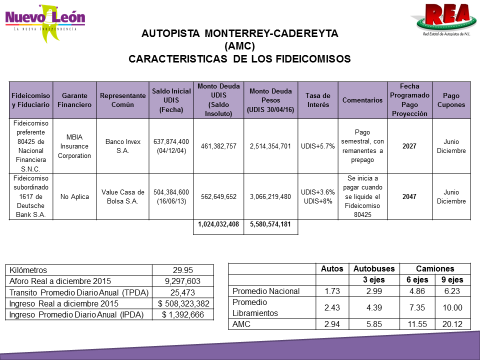 Nuevo León
REA
Red Estatal de Autopistas de N.L.
AUTOPISTA MONTERREY-CADEREYTA
(AMC)
CARACTERISTICAS DE LOS FIDEICOMISOS
Fideicomiso y Fiduciario | Garante Financiero | Representante Común | Saldo Inicial UDIS (Fecha) | Monto Deuda UDIS (Saldo Insoluto) | Monto Deuda Pesos (UDIS 30/04/16) | Tasa de Interés | Comentarios | Fecha Programado Pago Proyección | Pago Cupones
Fideicomiso preferente 80425 de Nacional Financiera S.N.C. | MBIA Insurance Corporation | Banco Invex S.A. | 637,874,400 (04/12/04) | 461,382,757 | 2,514,354,701 | UDIS+5.7% | Pago semestral, con remanentes a prepago | 2027 | Junio Diciembre
Fideicomiso subordinado 1617 de Deutsche Bank S.A. | No Aplica | Value Casa de Bolsa S.A. | 504,384,600 (16/06/13) | 562,649,652 | 3,066,219,480 | UDIS+3.6% UDIS+8% | Se inicia a pagar cuando se liquide el Fideicomiso 80425 | 2047 | Junio Diciembre
1,024,032,408 | 5,580,574,181
Kilómetros | 29.95
Aforo Real a diciembre 2015 | 9,297,603
Transito Promedio Diario Anual (TPDA) | 25,473
Ingreso Real a diciembre 2015 | $ 508,323,382
Ingreso Promedio Diario Anual (IPDA) | $ 1,392,666
Autos | Autobuses | Camiones
3 ejes | 6 ejes | 9 ejes
Promedio Nacional | 1.73 | 2.99 | 4.86 | 6.23
Promedio Libramientos | 2.43 | 4.39 | 7.35 | 10.00
AMC | 2.94 | 5.85 | 11.55 | 20.12